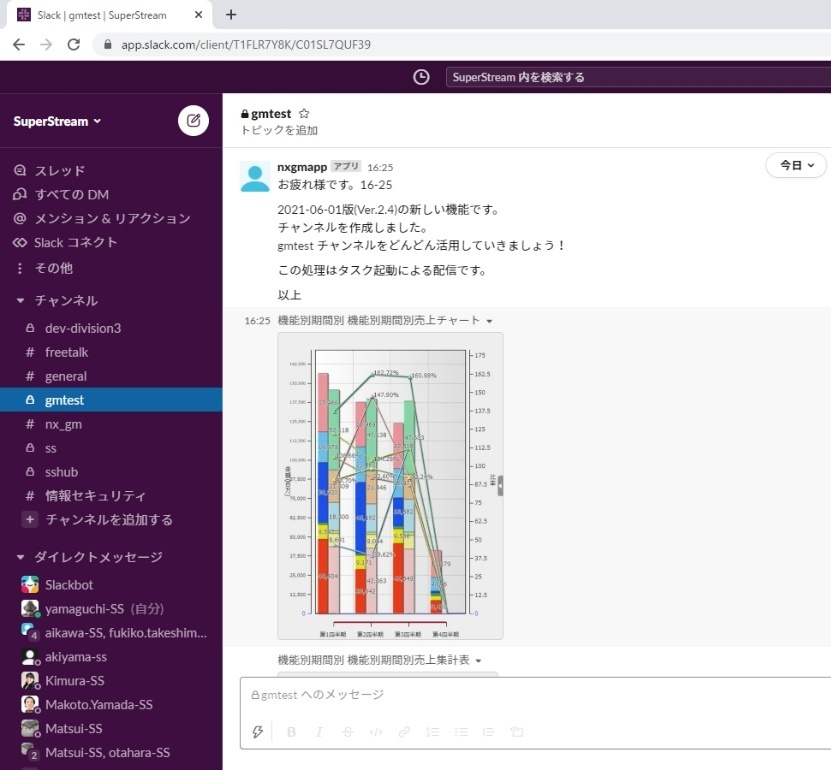 Slack | gmtest | SuperStream
app.slack.com/client/T1FLR7Y8K/C01SL7QUF39
SuperStream 内を検索する
SuperStream
スレッド
すべての DM
@ メンション & リアクション
Slack コネクト
その他
チャンネル
dev-division3
# freetalk
# general
gmtest
# nx_gm
ss
sshub
# 情報セキュリティ
+ チャンネルを追加する
ダイレクトメッセージ
Slackbot
yamaguchi-SS (自分)
4 aikawa-SS, fukiko.takeshim...
akiyama-ss
Kimura-SS
Makoto.Yamada-SS
Matsui-SS
2 Matsui-SS, otahara-SS
gmtest
トピックを追加
今日
nxgmapp アプリ 16:25
お疲れ様です。16-25
2021-06-01版(Ver.2.4)の新しい機能です。
チャンネルを作成しました。
gmtest チャンネルをどんどん活用していきましょう！
この処理はタスク起動による配信です。
以上
16:25 機能別期間別 機能別期間別売上チャート
175
162.5
150
137.5
125
112.5
100
87.5
75
62.5
50
37.5
25
12.5
0
182.72%
160.98%
147.00%
第1四半期 第2四半期 第3四半期 第4四半期
機能別期間別 機能別期間別売上集計表
gmtest へのメッセージ
B I S